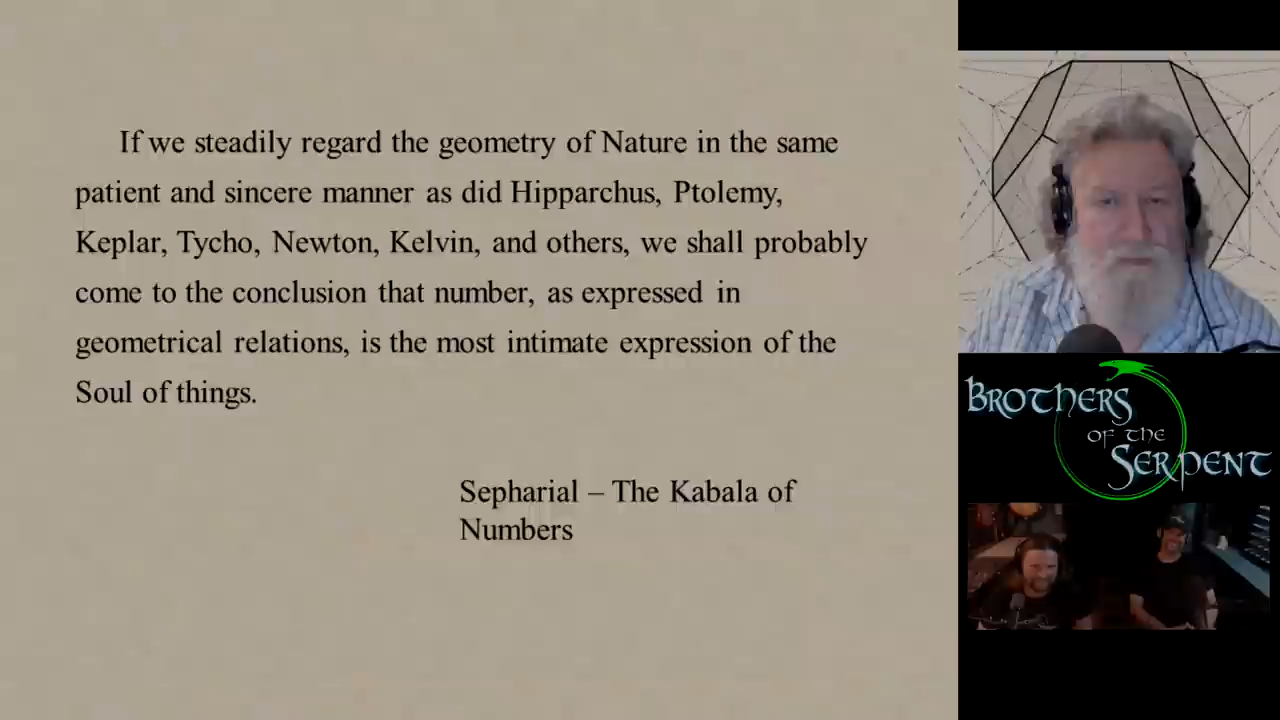 If we steadily regard the geometry of Nature in the same
patient and sincere manner as did Hipparchus, Ptolemy,
Keplar, Tycho, Newton, Kelvin, and others, we shall probably
come to the conclusion that number, as expressed in
geometrical relations, is the most intimate expression of the
Soul of things.
Sepharial – The Kabala of
Numbers
BROTHERS
OF THE
SERPENT